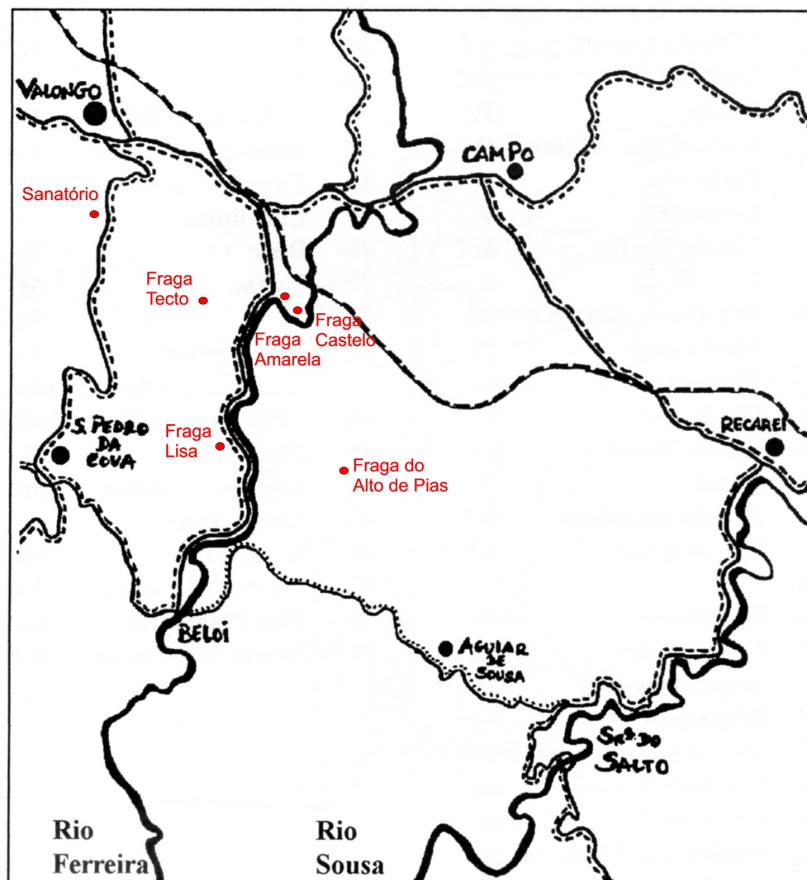 VALONGO
CAMPO
Sanatório
Fraga
Tecto
Fraga
Castelo
Fraga
Amarela
S. PEDRO
DA
COVA
Fraga
Lisa
RECAREI
Fraga do
Alto de Pias
BELOI
AGUIAR
DE
SOUSA
SRª. DO
SALTO
Rio
Ferreira
Rio
Sousa